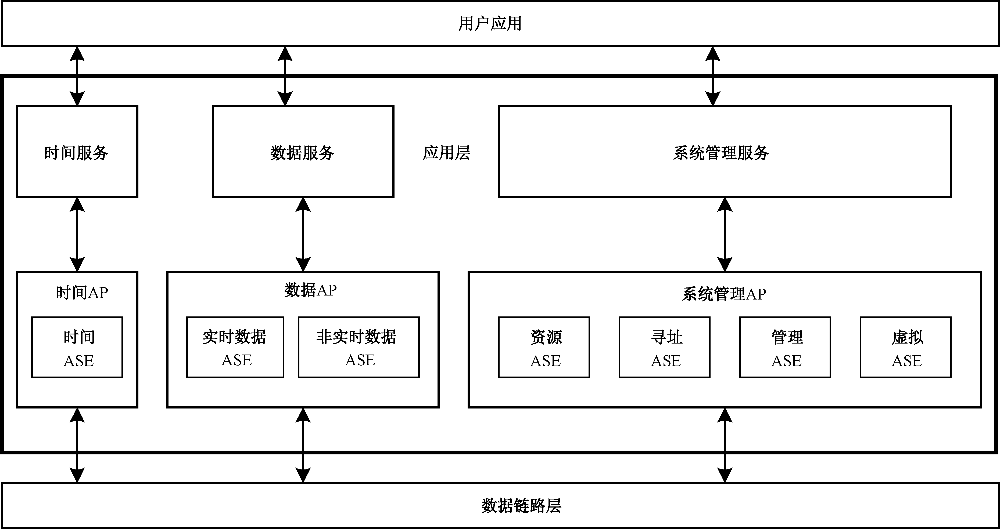 用户应用
时间服务
数据服务
应用层
系统管理服务
时间AP
数据AP
系统管理AP
时间
ASE
实时数据
ASE
非实时数据
ASE
资源
ASE
寻址
ASE
管理
ASE
虚拟
ASE
数据链路层